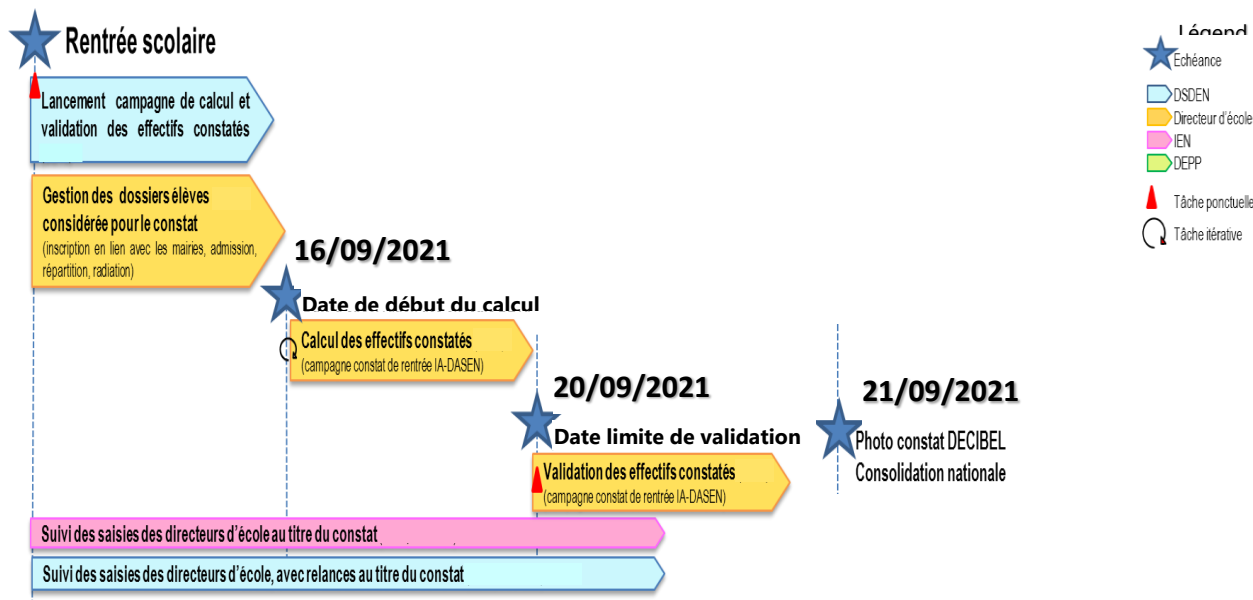 Rentrée scolaire
Lancement campagne de calcul et
validation des effectifs constatés
Gestion des dossiers élèves
considérée pour le constat
(inscription en lien avec les mairies, admission,
répartition, radiation)
16/09/2021
Date de début du calcul
Calcul des effectifs constatés
(campagne constat de rentrée IA-DASEN)
20/09/2021
Date limite de validation
Validation des effectifs constatés
(campagne constat de rentrée IA-DASEN)
21/09/2021
Photo constat DECIBEL
Consolidation nationale
Suivi des saisies des directeurs d'école au titre du constat
Suivi des saisies des directeurs d'école, avec relances au titre du constat
Légend
Echéance
DSDEN
Directeur d'école
IEN
DEPP
Tâche ponctuelle
Tâche itérative